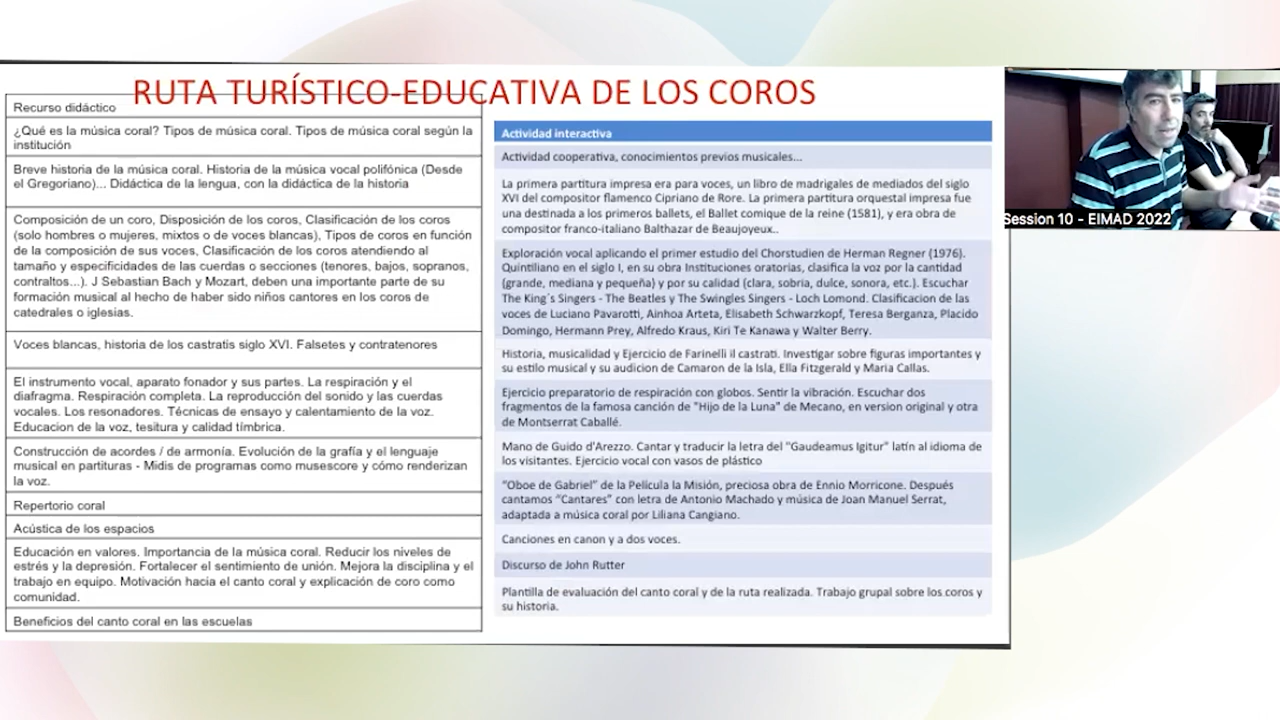 RUTA TURÍSTICO-EDUCATIVA DE LOS COROS
Recurso didáctico
¿Qué es la música coral? Tipos de música coral. Tipos de música coral según la
institución
Breve historia de la música coral. Historia de la música vocal polifónica (Desde
el Gregoriano)... Didáctica de la lengua, con la didáctica de la historia
Composición de un coro, Disposición de los coros, Clasificación de los coros
(solo hombres o mujeres, mixtos o de voces blancas), Tipos de coros en función
de la composición de sus voces, Clasificación de los coros atendiendo al
tamaño y especificidades de las cuerdas o secciones (tenores, bajos, sopranos,
contraltos...). J Sebastian Bach y Mozart, deben una importante parte de su
formación musical al hecho de haber sido niños cantores en los coros de
catedrales o iglesias.
Voces blancas, historia de los castratis siglo XVI. Falsetes y contratenores
El instrumento vocal, aparato fonador y sus partes. La respiración y el
diafragma. Respiración completa. La reproducción del sonido y las cuerdas
vocales. Los resonadores. Técnicas de ensayo y calentamiento de la voz.
Educacion de la voz, tesitura y calidad tímbrica.
Construcción de acordes / de armonía. Evolución de la grafía y el lenguaje
musical en partituras - Midis de programas como musescore y cómo renderizan
la voz.
Repertorio coral
Acústica de los espacios
Educación en valores. Importancia de la música coral. Reducir los niveles de
estrés y la depresión. Fortalecer el sentimiento de unión. Mejora la disciplina y el
trabajo en equipo. Motivación hacia el canto coral y explicación de coro como
comunidad.
Beneficios del canto coral en las escuelas
Actividad interactiva
Actividad cooperativa, conocimientos previos musicales...
La primera partitura impresa era para voces, un libro de madrigales de mediados del siglo
XVI del compositor flamenco Cipriano de Rore. La primera partitura orquestal impresa fue
una destinada a los primeros ballets, el Ballet comique de la reine (1581), y era obra de
compositor franco-italiano Balthazar de Beaujoyeux..
Exploración vocal aplicando el primer estudio del Chorstudien de Herman Regner (1976).
Quintiliano en el siglo I, en su obra Instituciones oratorias, clasifica la voz por la cantidad
(grande, mediana y pequeña) y por su calidad (clara, sobria, dulce, sonora, etc.). Escuchar
The King´s Singers - The Beatles y The Swingles Singers - Loch Lomond. Clasificacion de las
voces de Luciano Pavarotti, Ainhoa Arteta, Elisabeth Schwarzkopf, Teresa Berganza, Placido
Domingo, Hermann Prey, Alfredo Kraus, Kiri Te Kanawa y Walter Berry.
Historia, musicalidad y Ejercicio de Farinelli il castrati. Investigar sobre figuras importantes y
su estilo musical y su audicion de Camaron de la Isla, Ella Fitzgerald y Maria Callas.
Ejercicio preparatorio de respiración con globos. Sentir la vibración. Escuchar dos
fragmentos de la famosa canción de "Hijo de la Luna" de Mecano, en version original y otra
de Montserrat Caballé.
Mano de Guido d'Arezzo. Cantar y traducir la letra del "Gaudeamus Igitur" latín al idioma de
los visitantes. Ejercicio vocal con vasos de plástico
"Oboe de Gabriel" de la Película la Misión, preciosa obra de Ennio Morricone. Después
cantamos "Cantares" con letra de Antonio Machado y música de Joan Manuel Serrat,
adaptada a música coral por Liliana Cangiano.
Canciones en canon y a dos voces.
Discurso de John Rutter
Plantilla de evaluación del canto coral y de la ruta realizada. Trabajo grupal sobre los coros y
su historia.
Session 10 - EIMAD 2022